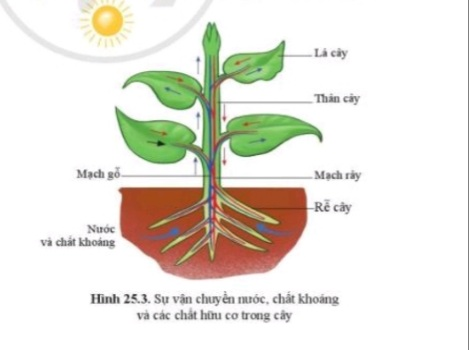 Lá cây
Thân cây
Mạch gỗ
Mạch rây
Rễ cây
Nước
và chất khoáng
Hình 25.3. Sự vận chuyển nước, chất khoáng
và các chất hữu cơ trong cây